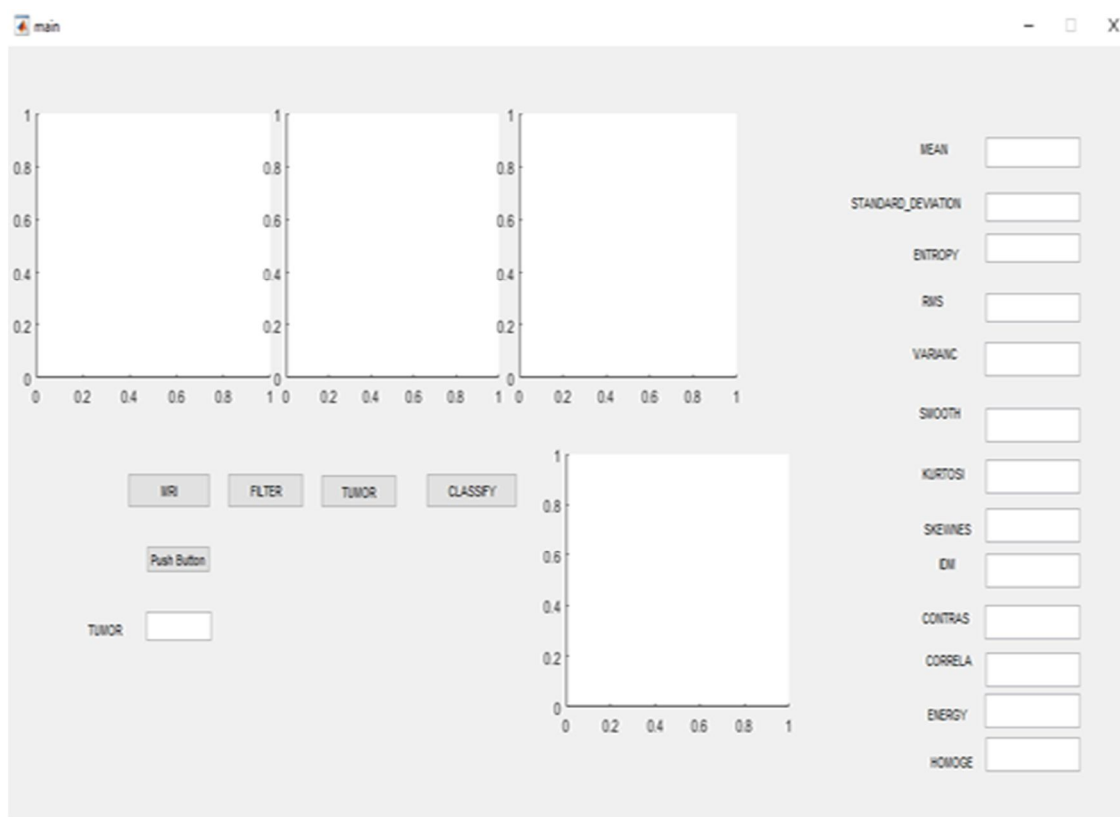 main
1 1 1
0.8 0.8 0.8
0.6 0.6 0.6
0.4 0.4 0.4
0.2 0.2 0.2
0 0 0
0 0.2 0.4 0.6 0.8 1 0 0.2 0.4 0.6 0.8 1 0 0.2 0.4 0.6 0.8 1
MRI FILTER TUMOR CLASSIFY
Push Button
TUMOR
1
0.8
0.6
0.4
0.2
0
0 0.2 0.4 0.6 0.8 1
MEAN
STANDARD_DEVIATION
ENTROPY
RMS
VARIANC
SMOOTH
KURTOSI
SKEWNES
IDM
CONTRAS
CORRELA
ENERGY
HOMOGE